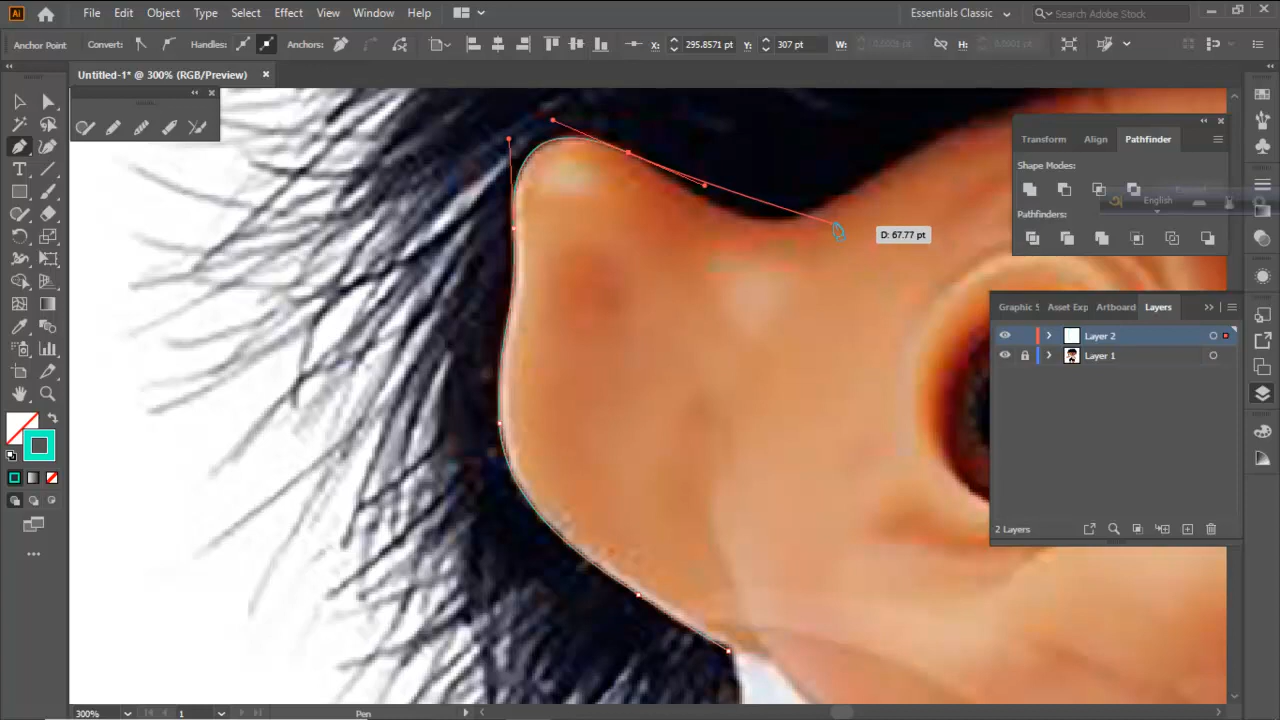 Ai File Edit Object Type Select Effect View Window Help Essentials Classic Search Adobe Stock
Anchor Point Convert: Handles: Anchors: X: 295.8571 pt Y: 307 pt W: H:
Untitled-1* @ 300% (RGB/Preview)
Transform Align Pathfinder
Shape Modes:
English
Pathfinders:
D: 67.77 pt
Graphic S Asset Exp Artboard Layers
Layer 2
Layer 1
2 Layers
300% 1 Pen